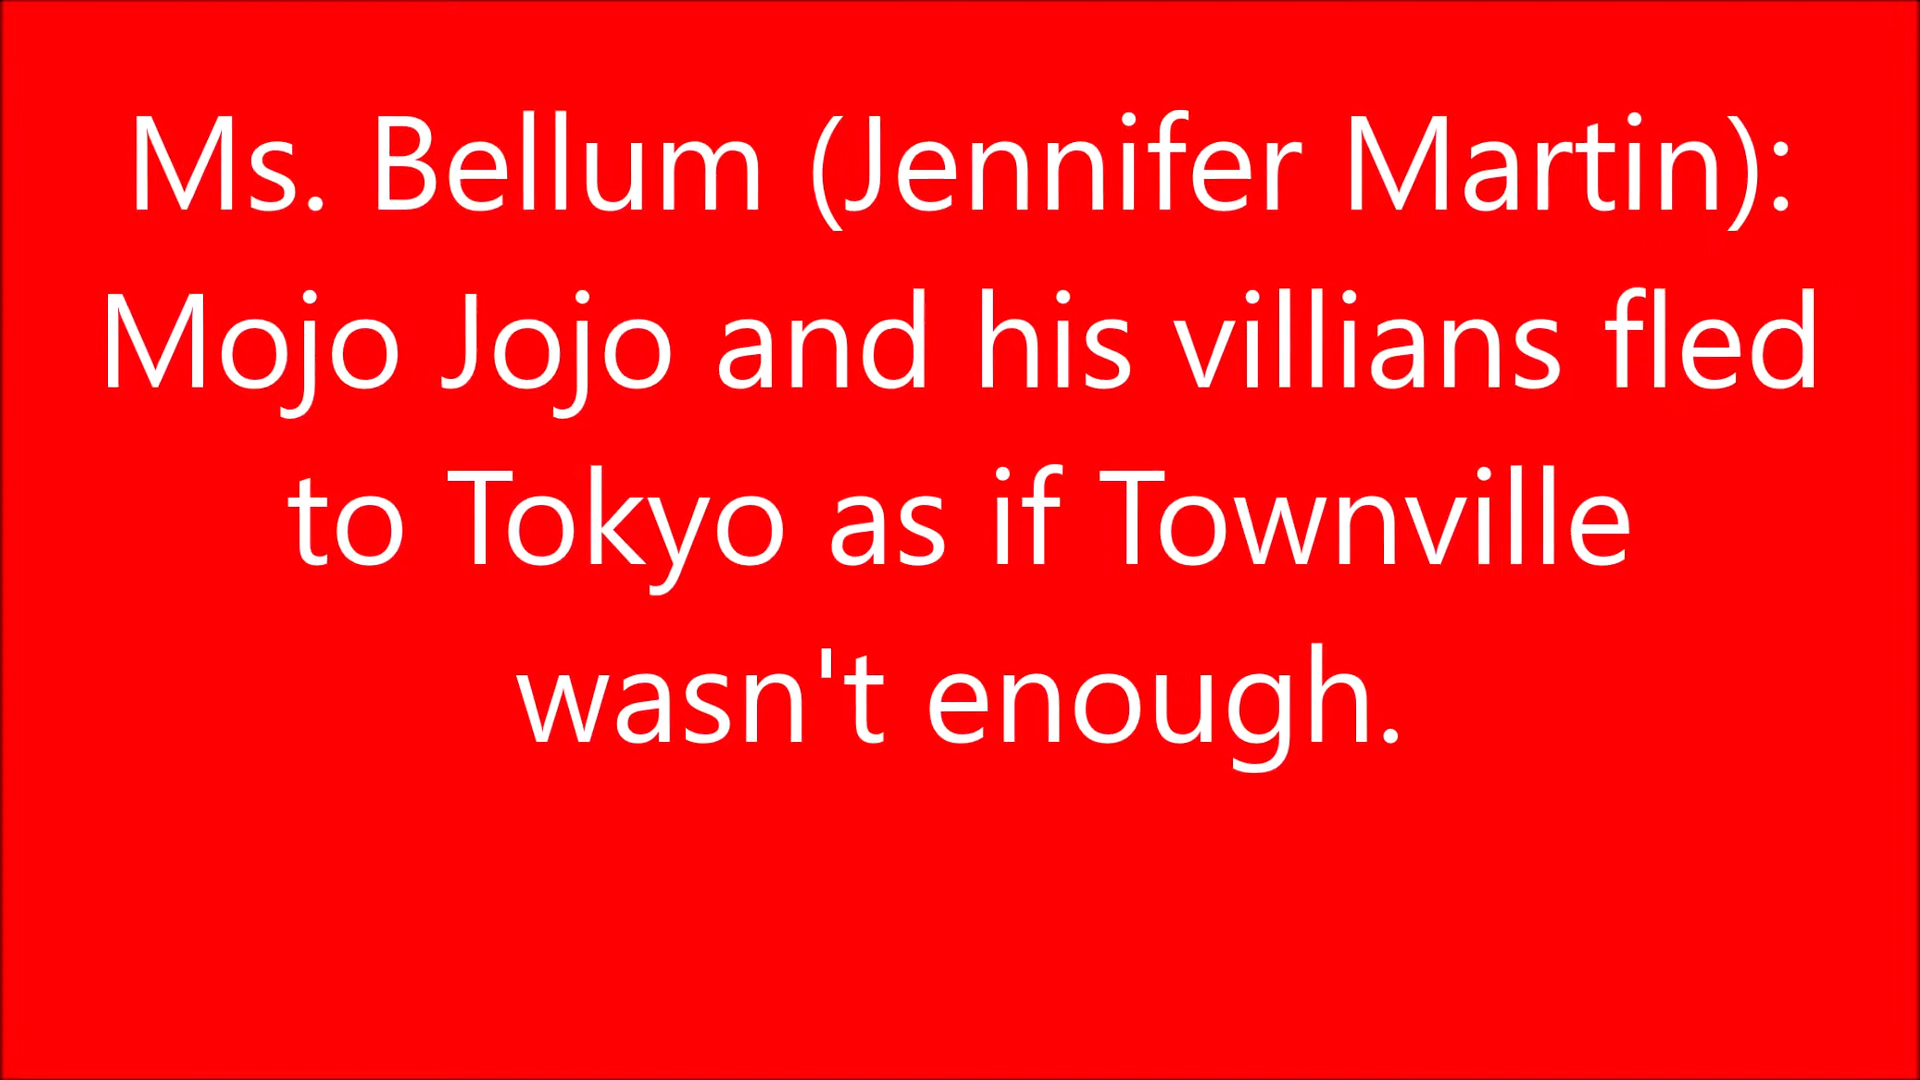 Ms. Bellum (Jennifer Martin):
Mojo Jojo and his villians fled
to Tokyo as if Townville
wasn't enough.